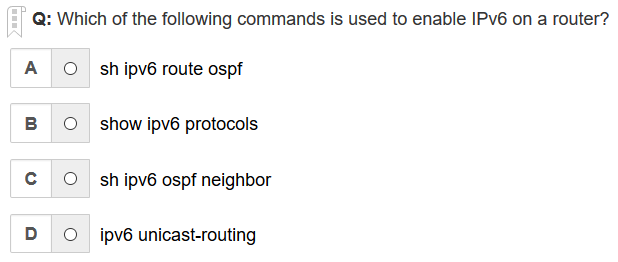 Q: Which of the following commands is used to enable IPv6 on a router?
A sh ipv6 route ospf
B show ipv6 protocols
C sh ipv6 ospf neighbor
D ipv6 unicast-routing